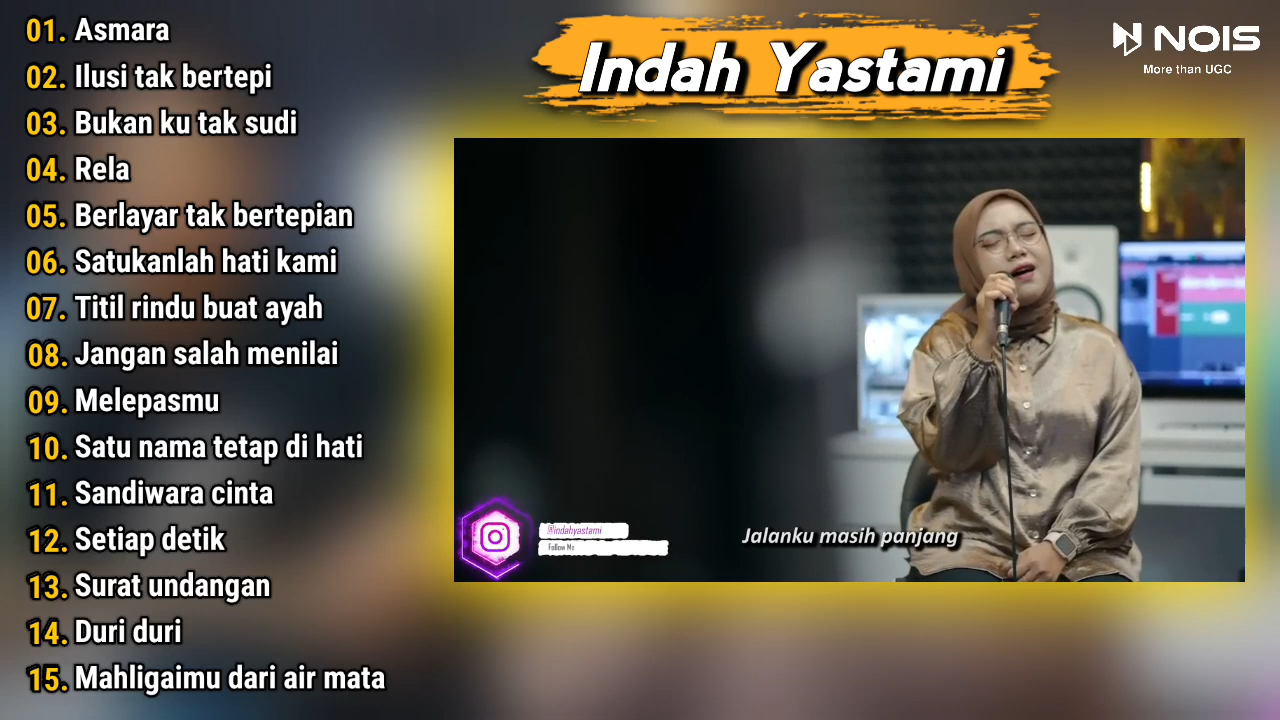 01. Asmara
02. Ilusi tak bertepi
03. Bukan ku tak sudi
04. Rela
05. Berlayar tak bertepian
06. Satukanlah hati kami
07. Titil rindu buat ayah
08. Jangan salah menilai
09. Melepasmu
10. Satu nama tetap di hati
11. Sandiwara cinta
12. Setiap detik
13. Surat undangan
14. Duri duri
15. Mahligaimu dari air mata
Indah Yastami
NOIS
More than UGC
@indahyastami
Follow Me
Jalanku masih panjang